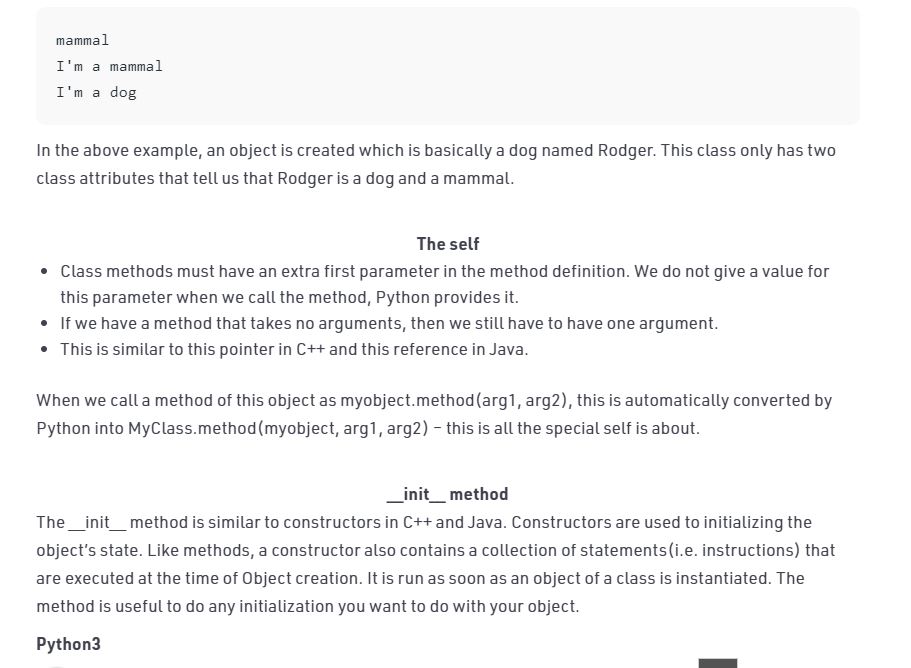 mammal
I'm a mammal
I'm a dog
In the above example, an object is created which is basically a dog named Rodger. This class only has two
class attributes that tell us that Rodger is a dog and a mammal.
The self
• Class methods must have an extra first parameter in the method definition. We do not give a value for
this parameter when we call the method, Python provides it.
• If we have a method that takes no arguments, then we still have to have one argument.
• This is similar to this pointer in C++ and this reference in Java.
When we call a method of this object as myobject.method(arg1, arg2), this is automatically converted by
Python into MyClass.method(myobject, arg1, arg2) – this is all the special self is about.
__init__ method
The __init__ method is similar to constructors in C++ and Java. Constructors are used to initializing the
object's state. Like methods, a constructor also contains a collection of statements(i.e. instructions) that
are executed at the time of Object creation. It is run as soon as an object of a class is instantiated. The
method is useful to do any initialization you want to do with your object.
Python3